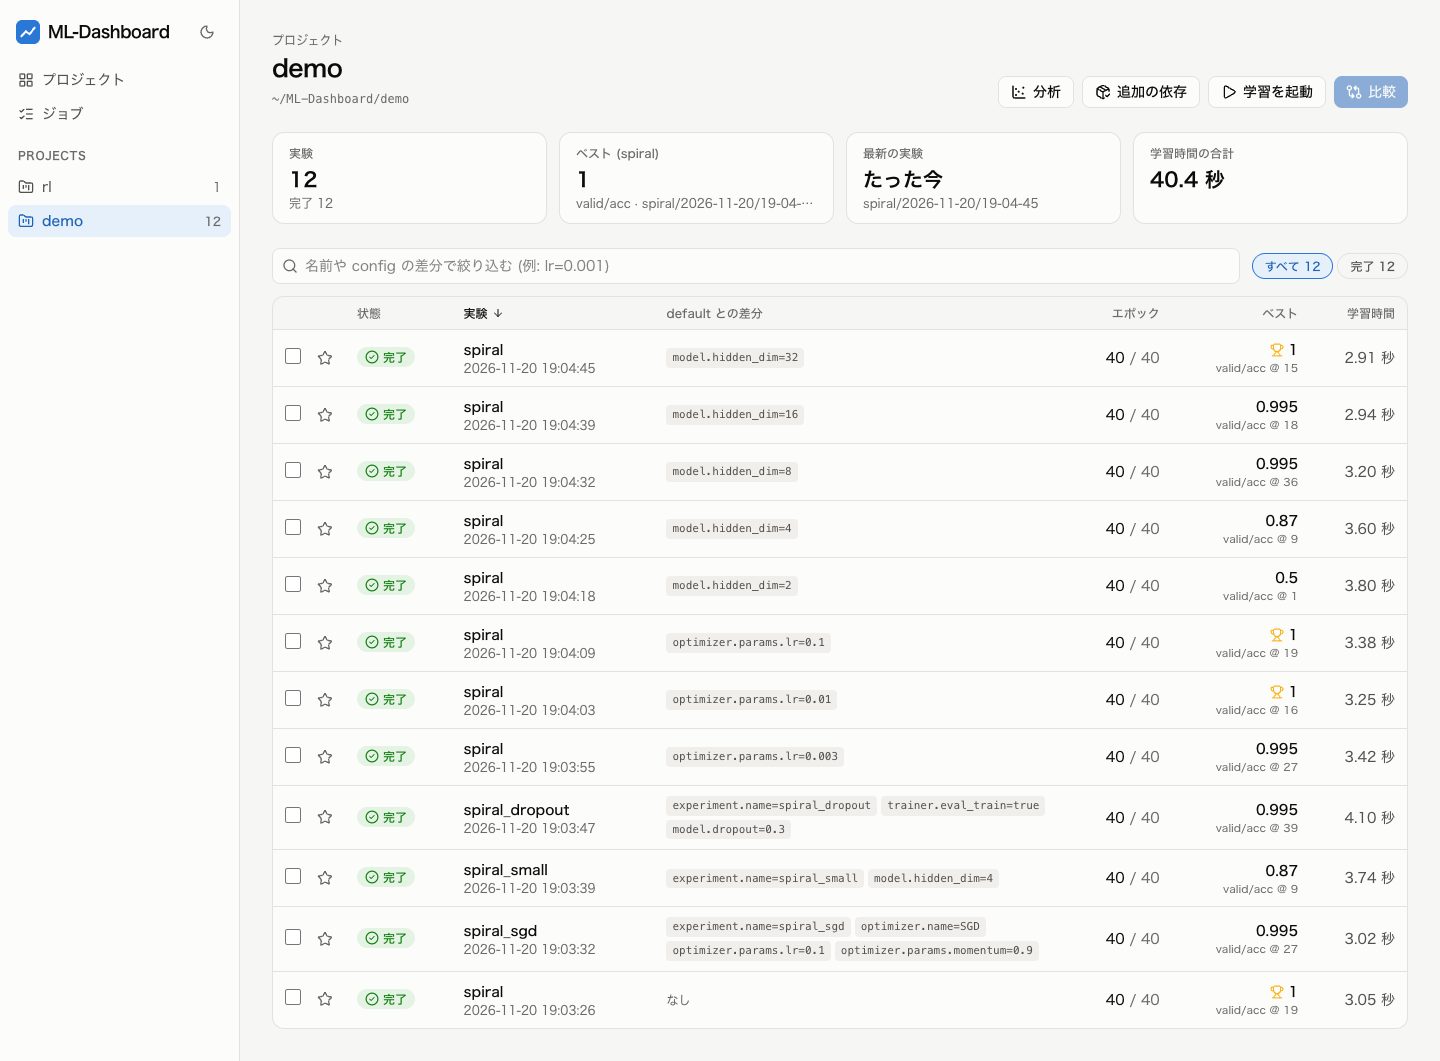 ML-Dashboard
プロジェクト
ジョブ
PROJECTS
rl 1
demo 12
プロジェクト
demo
~/ML-Dashboard/demo
分析
追加の依存
学習を起動
比較
実験
12
完了 12
ベスト (spiral)
1
valid/acc · spiral/2026-11-20/19-04-…
最新の実験
たった今
spiral/2026-11-20/19-04-45
学習時間の合計
40.4 秒
名前や config の差分で絞り込む (例: lr=0.001)
すべて 12
完了 12
状態 実験 ↓ default との差分 エポック ベスト 学習時間
完了 spiral model.hidden_dim=32 40 / 40 1 2.91 秒
2026-11-20 19:04:45 valid/acc @ 15
完了 spiral model.hidden_dim=16 40 / 40 0.995 2.94 秒
2026-11-20 19:04:39 valid/acc @ 18
完了 spiral model.hidden_dim=8 40 / 40 0.995 3.20 秒
2026-11-20 19:04:32 valid/acc @ 36
完了 spiral model.hidden_dim=4 40 / 40 0.87 3.60 秒
2026-11-20 19:04:25 valid/acc @ 9
完了 spiral model.hidden_dim=2 40 / 40 0.5 3.80 秒
2026-11-20 19:04:18 valid/acc @ 1
完了 spiral optimizer.params.lr=0.1 40 / 40 1 3.38 秒
2026-11-20 19:04:09 valid/acc @ 19
完了 spiral optimizer.params.lr=0.01 40 / 40 1 3.25 秒
2026-11-20 19:04:03 valid/acc @ 16
完了 spiral optimizer.params.lr=0.003 40 / 40 0.995 3.42 秒
2026-11-20 19:03:55 valid/acc @ 27
完了 spiral_dropout experiment.name=spiral_dropout trainer.eval_train=true 40 / 40 0.995 4.10 秒
2026-11-20 19:03:47 model.dropout=0.3 valid/acc @ 39
完了 spiral_small experiment.name=spiral_small model.hidden_dim=4 40 / 40 0.87 3.74 秒
2026-11-20 19:03:39 valid/acc @ 9
完了 spiral_sgd experiment.name=spiral_sgd optimizer.name=SGD 40 / 40 0.995 3.02 秒
2026-11-20 19:03:32 optimizer.params.lr=0.1 optimizer.params.momentum=0.9 valid/acc @ 27
完了 spiral なし 40 / 40 1 3.05 秒
2026-11-20 19:03:26 valid/acc @ 19